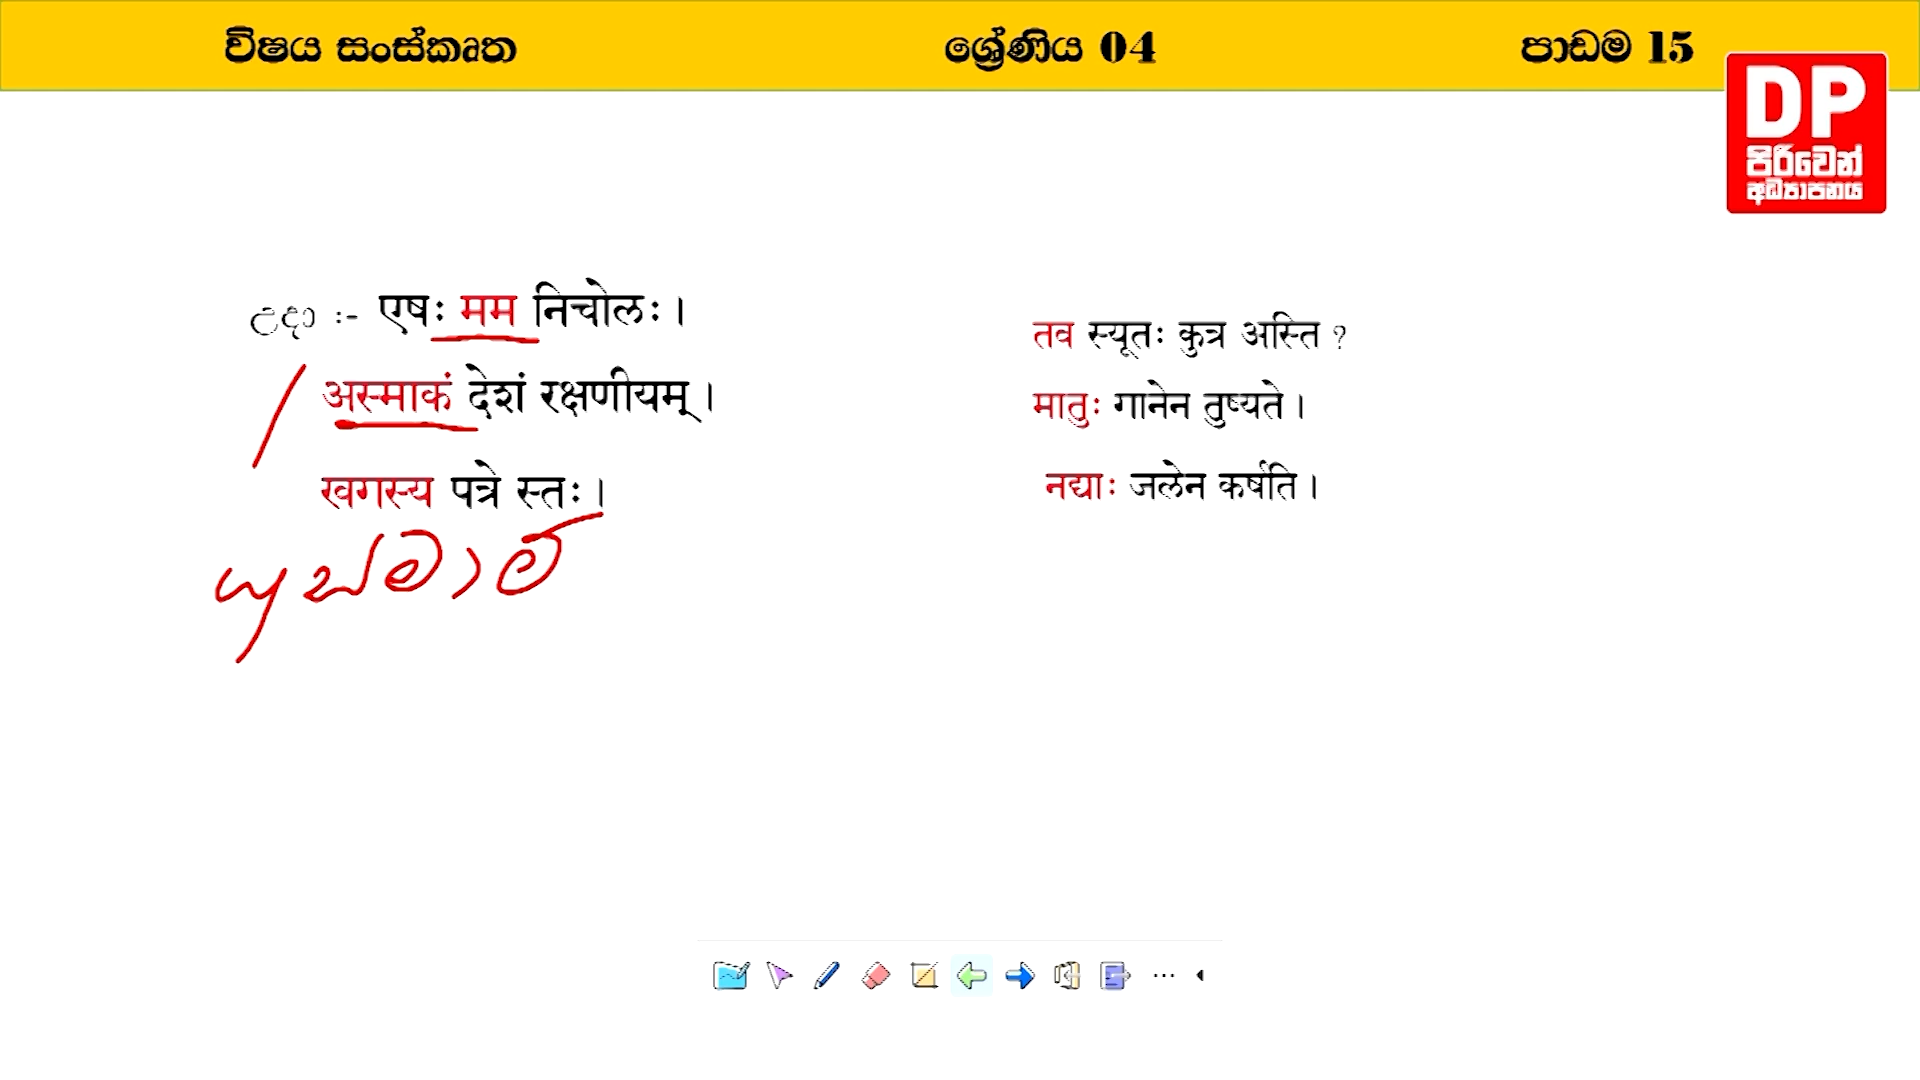 විෂය සංස්කෘත ශ්‍රේණිය 04 පාඩම 15
DP
පිරිවෙන්
අධ්‍යාපනය
උදා :- एषः मम निचोलः ।
अस्माकं देशं रक्षणीयम् ।
खगस्य पत्रे स्तः ।
तव स्यूतः कुत्र अस्ति ?
मातुः गानेन तुष्यते ।
नद्याः जलेन कर्षति ।